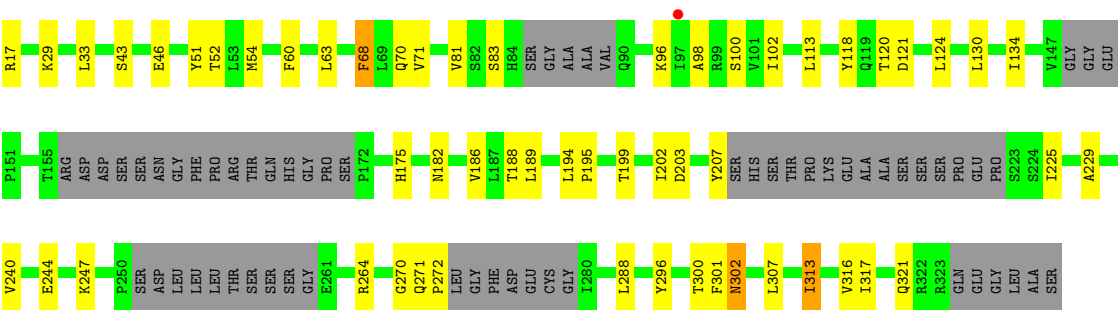 R17 K29 L33 S43 E46 Y51 T52 L53 M54 F60 L63 F68 L69 Q70 V71 V81 S82 S83 H84 SER GLY ALA ALA VAL Q90 K96 I97 A98 R99 S100 V101 I102 L113 Y118 Q119 T120 D121 L124 L130 I134 V147 GLY GLY GLU
P151 T155 ARG ASP ASP SER SER ASN GLY PHE PRO ARG THR GLN HIS GLY PRO SER P172 H175 N182 V186 L187 T188 L189 L194 P195 T199 I202 D203 Y207 SER HIS SER THR PRO LYS GLU ALA ALA SER SER SER PRO GLU PRO S223 S224 I225 A229
V240 E244 K247 P250 SER ASP LEU LEU LEU THR SER SER SER GLY E261 R264 G270 Q271 P272 LEU GLY PHE ASP GLU CYS GLY I280 L288 Y296 T300 F301 N302 L307 I313 V316 I317 Q321 R322 R323 GLN GLU GLY LEU ALA SER